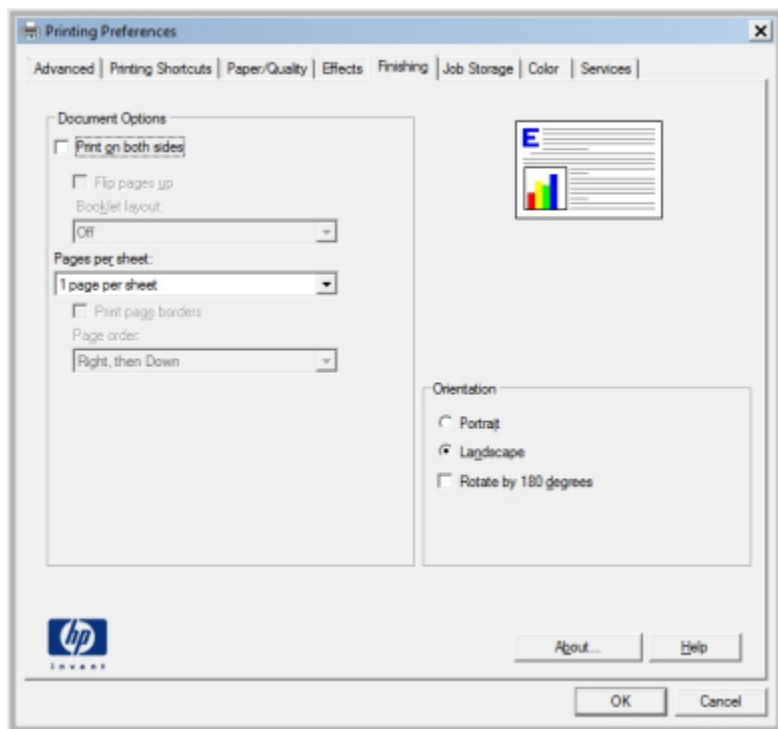 Printing Preferences
Advanced Printing Shortcuts Paper/Quality Effects Finishing Job Storage Color Services
Document Options
Print on both sides
Flip pages up
Booklet layout:
Off
Pages per sheet:
1 page per sheet
Print page borders
Page order:
Right, then Down
E
Orientation
Portrait
Landscape
Rotate by 180 degrees
hp
invent
About... Help
OK Cancel